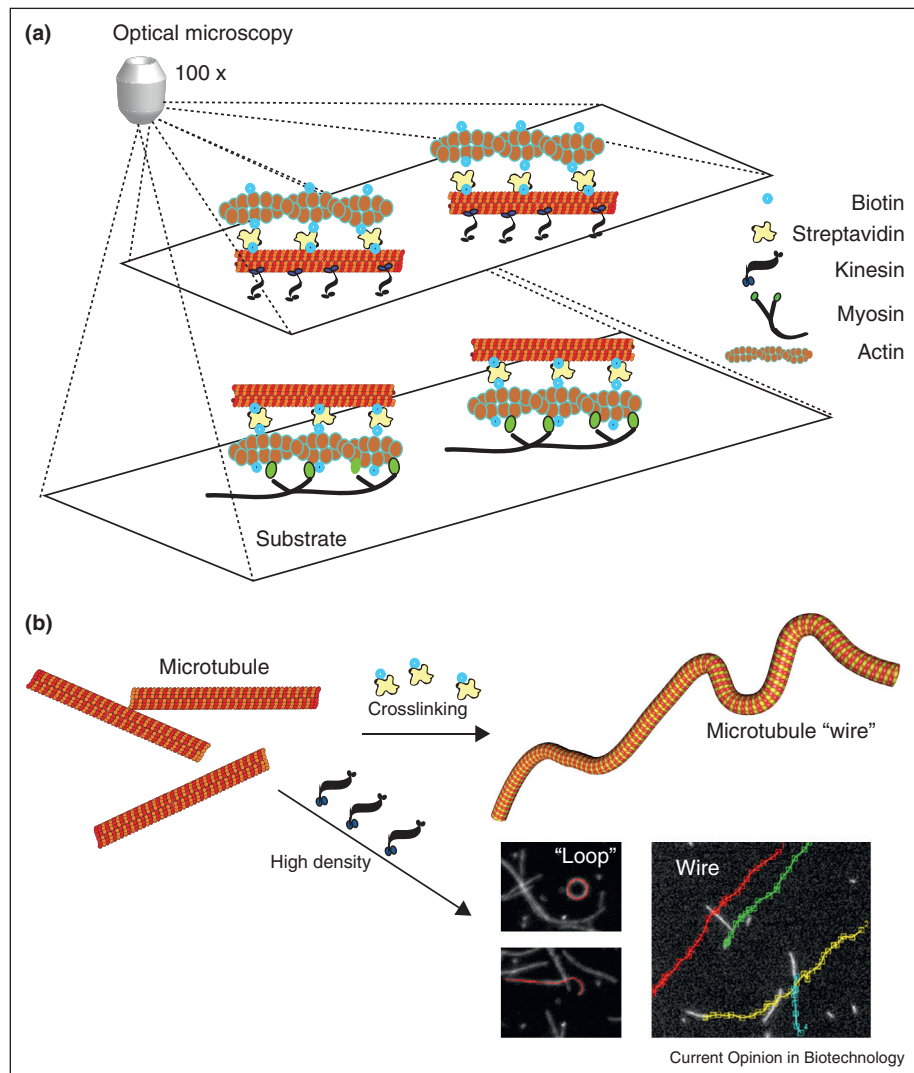 (a)
Optical microscopy
100 x
Biotin
Streptavidin
Kinesin
Myosin
Actin
Substrate
(b)
Microtubule
Crosslinking
Microtubule “wire”
High density
“Loop”
Wire
Current Opinion in Biotechnology